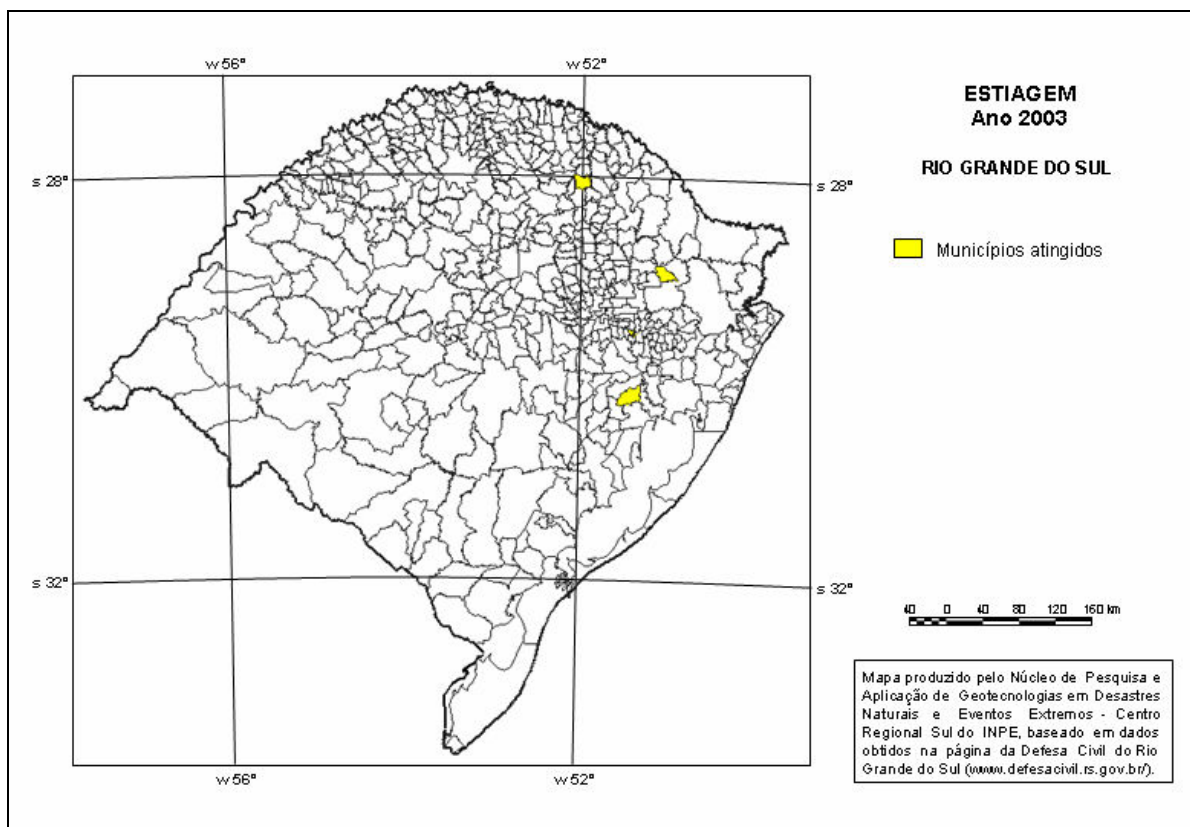 w 56°
w 52°
ESTIAGEM
Ano 2003
RIO GRANDE DO SUL
s 28°
s 28°
Municípios atingidos
s 32°
s 32°
40 0 40 80 120 160 km
Mapa produzido pelo Núcleo de Pesquisa e
Aplicação de Geotecnologias em Desastres
Naturais e Eventos Extremos - Centro
Regional Sul do INPE, baseado em dados
obtidos na página da Defesa Civil do Rio
Grande do Sul (www.defesacivil.rs.gov.br/).
w 56°
w 52°